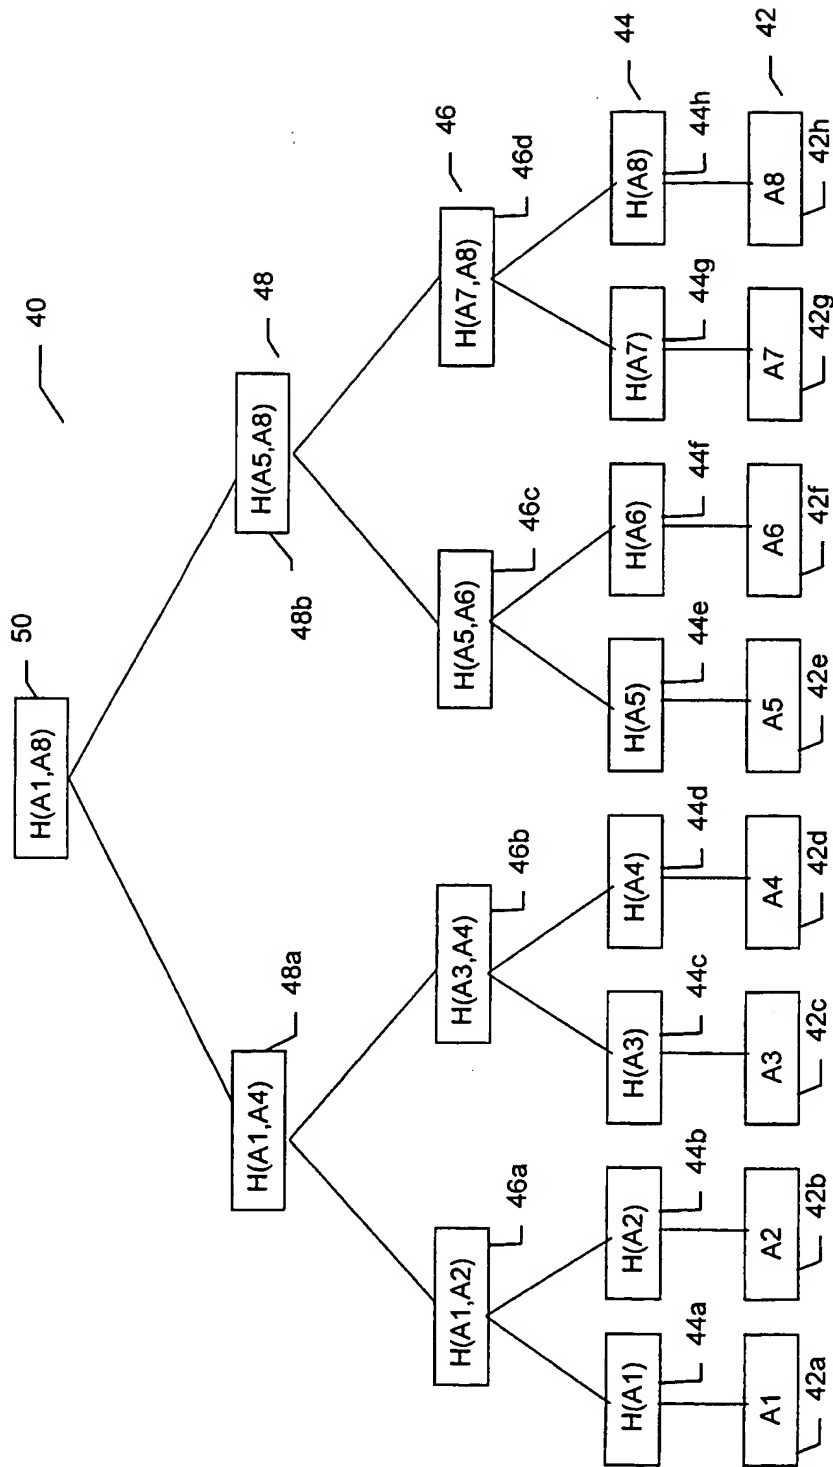 40
50
H(A1,A8)
48a
H(A1,A4)
48
H(A5,A8)
48b
46a
H(A1,A2)
46b
H(A3,A4)
46c
H(A5,A6)
46
46d
H(A7,A8)
44
44a
H(A1)
44b
H(A2)
44c
H(A3)
44d
H(A4)
44e
H(A5)
44f
H(A6)
44g
H(A7)
44h
H(A8)
42
A1
A2
A3
A4
A5
A6
A7
A8
42a
42b
42c
42d
42e
42f
42g
42h